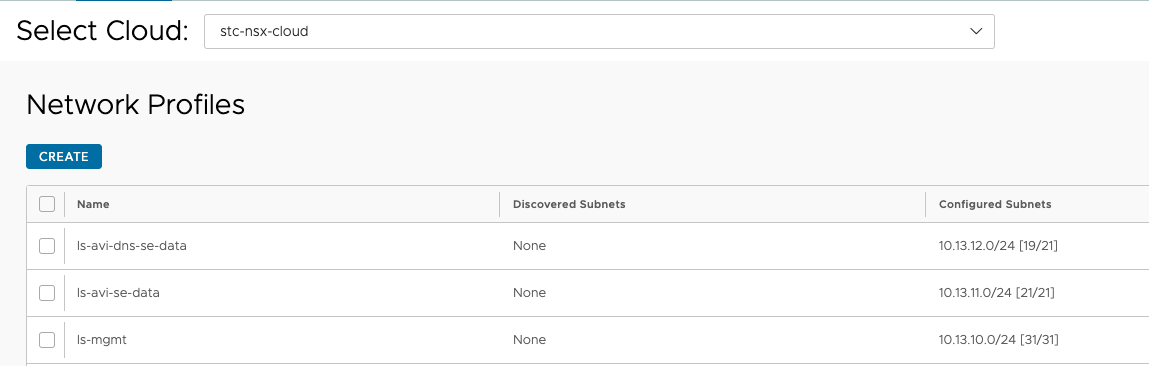 Select Cloud: stc-nsx-cloud
Network Profiles
CREATE
Name Discovered Subnets Configured Subnets
ls-avi-dns-se-data None 10.13.12.0/24 [19/21]
ls-avi-se-data None 10.13.11.0/24 [21/21]
ls-mgmt None 10.13.10.0/24 [31/31]